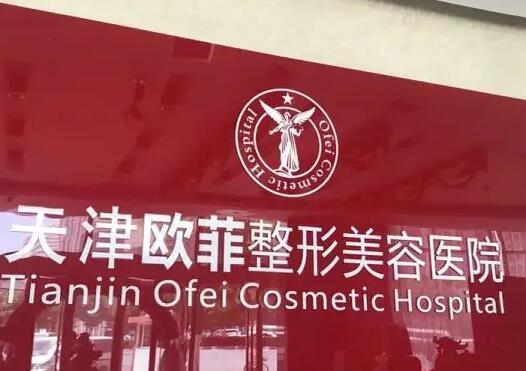 Ofei Cosmetic Hospital
天津欧菲整形美容医院
Tianjin Ofei Cosmetic Hospital